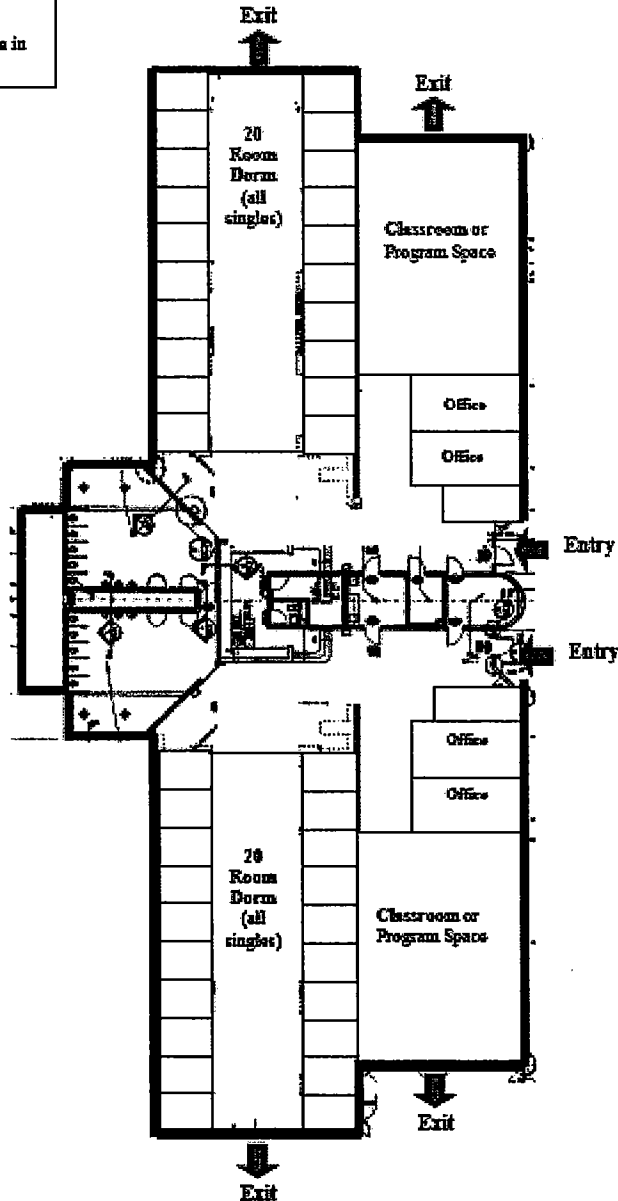 n in
Exit
Exit
20
Room
Dorm
(all
singles)
Classroom or
Program Space
Office
Office
Entry
Entry
Office
Office
20
Room
Dorm
(all
singles)
Classroom or
Program Space
Exit
Exit